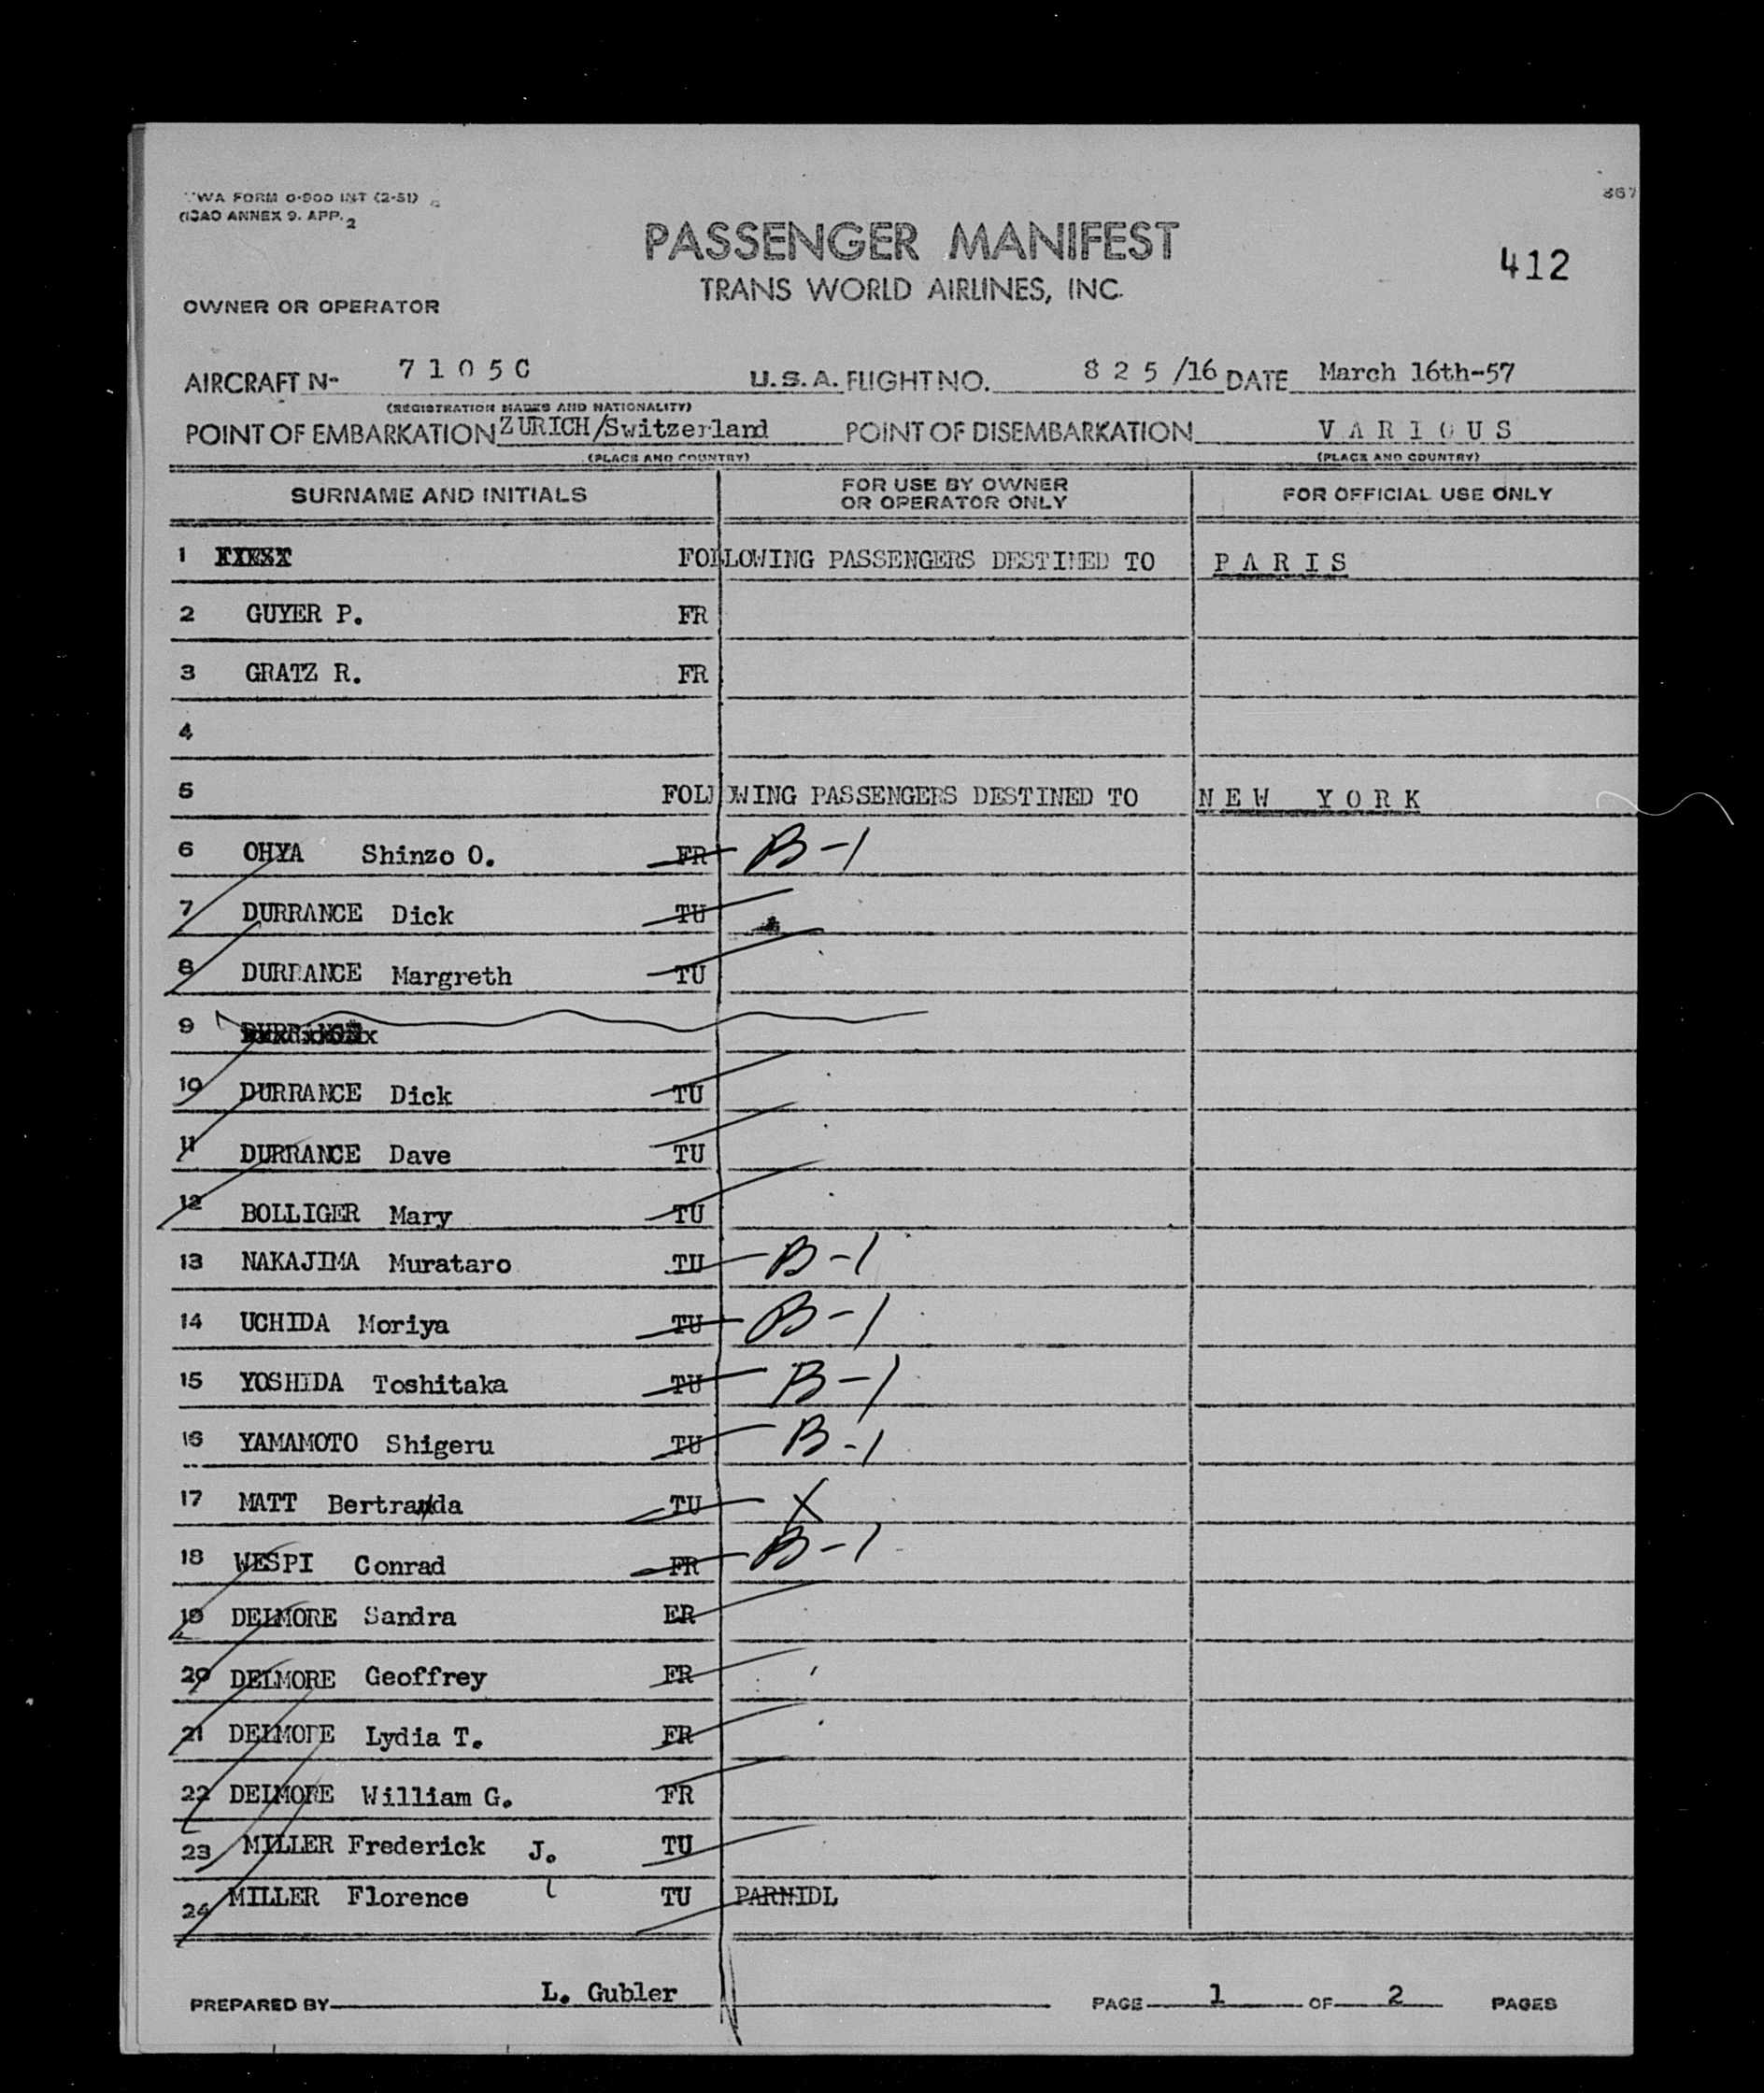 TWA FORM O-900 INT (2-51)
(ICAO ANNEX 9. APP. 2
367
PASSENGER MANIFEST
412
TRANS WORLD AIRLINES, INC.
OWNER OR OPERATOR
AIRCRAFT N- 7105C U.S.A. FLIGHT NO. 825/16 DATE March 16th-57
(REGISTRATION MARKS AND NATIONALITY)
POINT OF EMBARKATION ZURICH/Switzerland POINT OF DISEMBARKATION VARIOUS
(PLACE AND COUNTRY) (PLACE AND COUNTRY)
SURNAME AND INITIALS FOR USE BY OWNER OR OPERATOR ONLY FOR OFFICIAL USE ONLY
1 FOLLOWING PASSENGERS DESTINED TO PARIS
2 GUYER P. FR
3 GRATZ R. FR
4
5 FOLLOWING PASSENGERS DESTINED TO NEW YORK
6 OHYA Shinzo O. FR B-1
7 DURRANCE Dick TU
8 DURRANCE Margreth TU
9 DURRANCE
10 DURRANCE Dick TU
11 DURRANCE Dave TU
12 BOLLIGER Mary TU
13 NAKAJIMA Murataro TU B-1
14 UCHIDA Moriya TU B-1
15 YOSHIDA Toshitaka TU B-1
16 YAMAMOTO Shigeru TU B-1
17 MATT Bertranda TU X
18 WESPI Conrad FR B-1
19 DELMORE Sandra FR
20 DELMORE Geoffrey FR
21 DELMORE Lydia T. FR
22 DELMORE William G. FR
23 MILLER Frederick J. TU
24 MILLER Florence TU PARNIDL
PREPARED BY L. Gubler PAGE 1 OF 2 PAGES